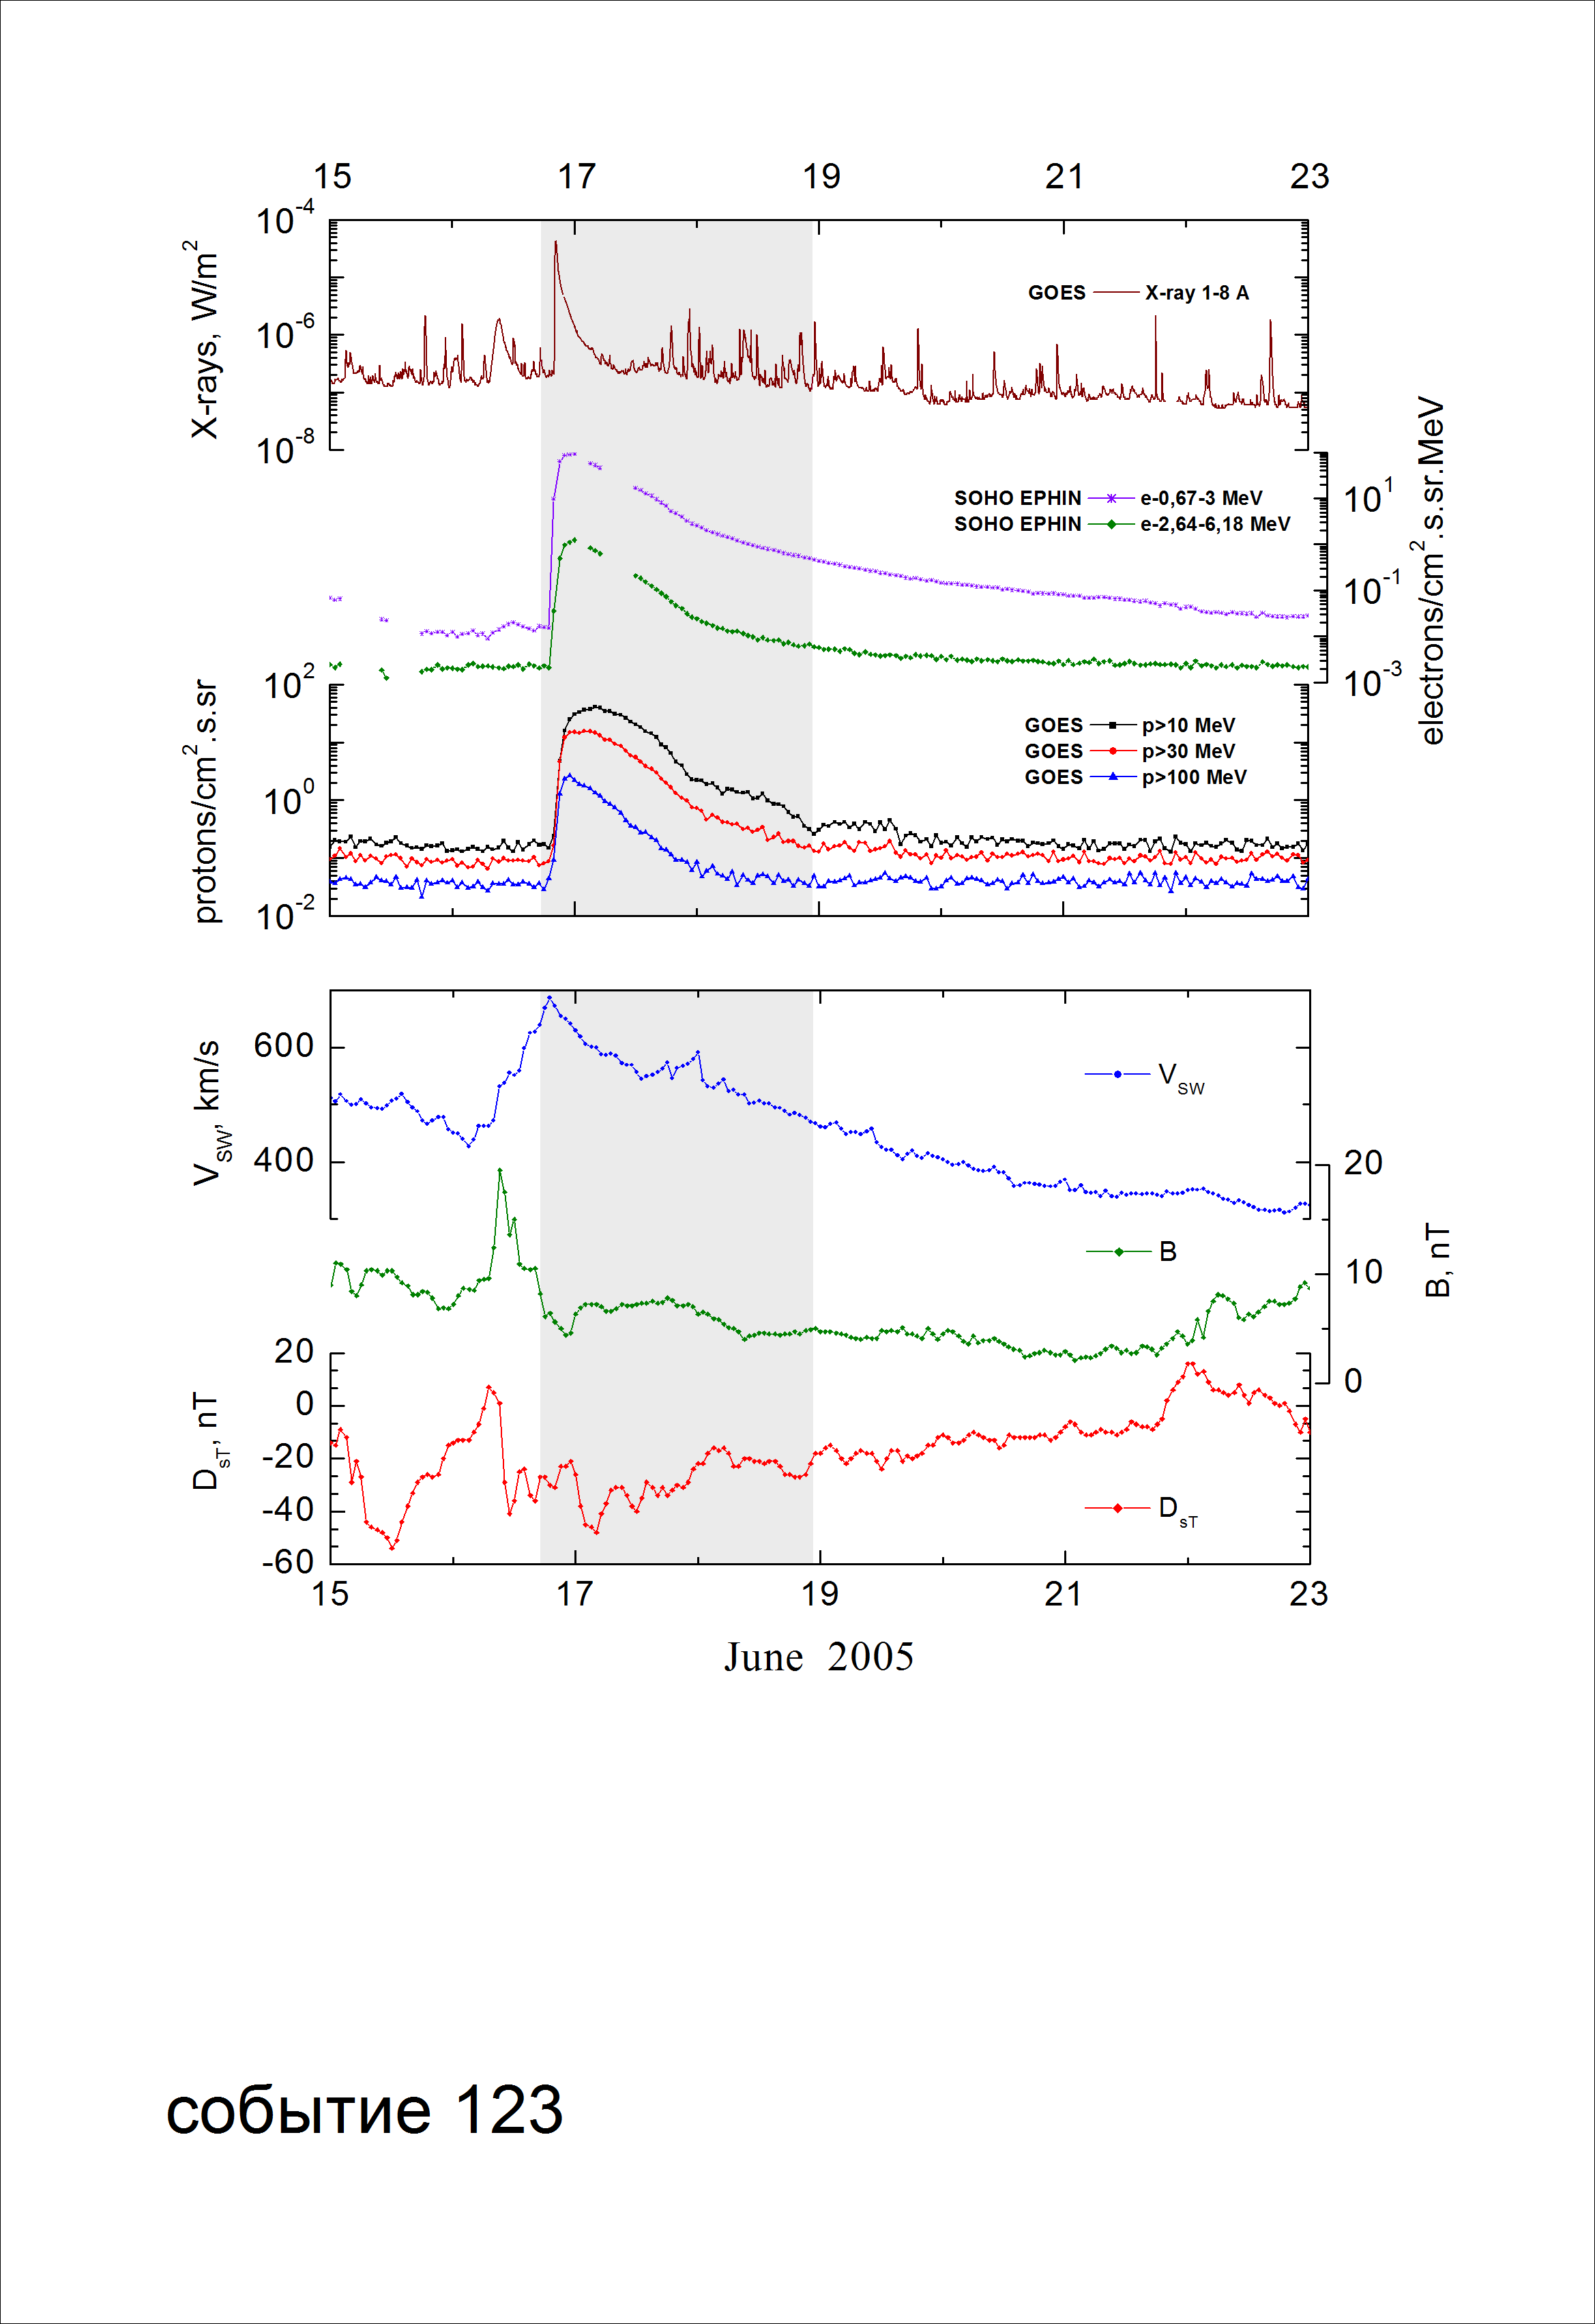 15 17 19 21 23
X-rays, W/m2
10-4
10-6
10-8
GOES X-ray 1-8 A
electrons/cm2.s.sr.MeV
SOHO EPHIN e-0,67-3 MeV
SOHO EPHIN e-2,64-6,18 MeV
101
10-1
10-3
protons/cm2.s.sr
102
100
10-2
GOES p>10 MeV
GOES p>30 MeV
GOES p>100 MeV
VSW, km/s
600
400
VSW
B, nT
20
10
0
B
DsT, nT
20
0
-20
-40
-60
DsT
15 17 19 21 23
June 2005
событие 123